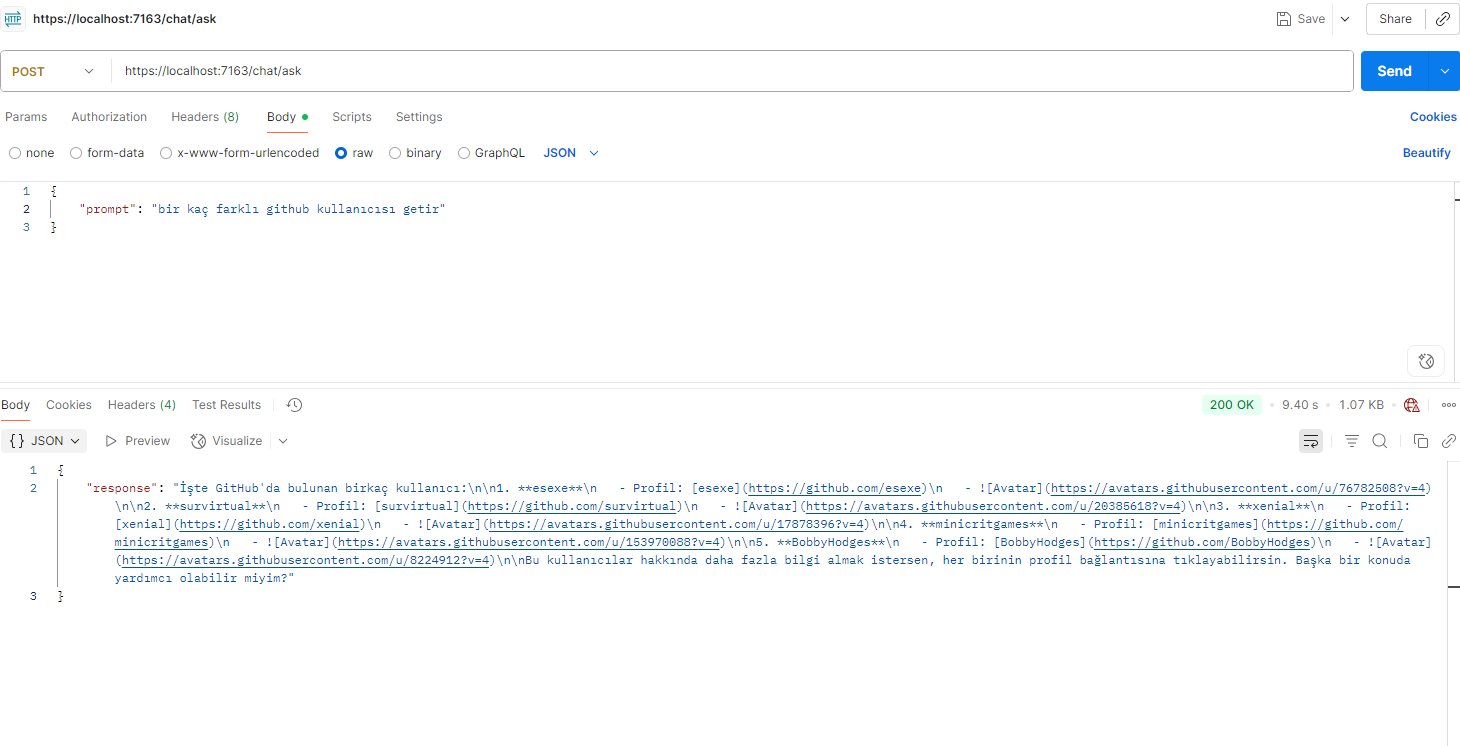 HTTP https://localhost:7163/chat/ask Save Share
POST https://localhost:7163/chat/ask Send
Params Authorization Headers (8) Body Scripts Settings Cookies
none form-data x-www-form-urlencoded raw binary GraphQL JSON Beautify
1 {
2 "prompt": "bir kaç farklı github kullanıcısı getir"
3 }
Body Cookies Headers (4) Test Results 200 OK 9.40 s 1.07 KB
{} JSON Preview Visualize
1 {
2 "response": "İşte GitHub'da bulunan birkaç kullanıcı:\n\n1. **esexe**\n - Profil: [esexe](https://github.com/esexe)\n - ![Avatar](https://avatars.githubusercontent.com/u/76782508?v=4)
\n\n2. **survirtual**\n - Profil: [survirtual](https://github.com/survirtual)\n - ![Avatar](https://avatars.githubusercontent.com/u/20385618?v=4)\n\n3. **xenial**\n - Profil:
[xenial](https://github.com/xenial)\n - ![Avatar](https://avatars.githubusercontent.com/u/17878396?v=4)\n\n4. **minicritgames**\n - Profil: [minicritgames](https://github.com/
minicritgames)\n - ![Avatar](https://avatars.githubusercontent.com/u/153970088?v=4)\n\n5. **BobbyHodges**\n - Profil: [BobbyHodges](https://github.com/BobbyHodges)\n - ![Avatar]
(https://avatars.githubusercontent.com/u/8224912?v=4)\n\nBu kullanıcılar hakkında daha fazla bilgi almak istersen, her birinin profil bağlantısına tıklayabilirsin. Başka bir konuda
yardımcı olabilir miyim?"
3 }